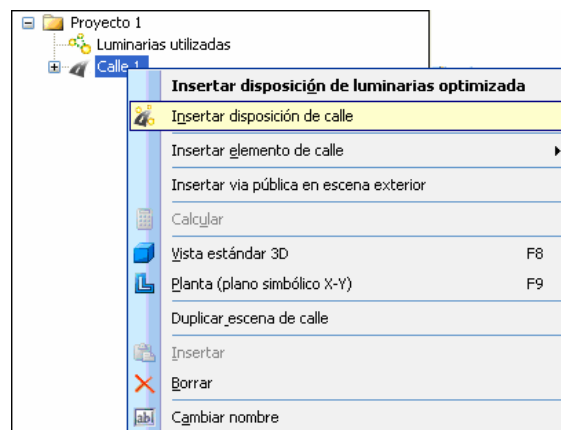 Proyecto 1
Luminarias utilizadas
Calle 1
Insertar disposición de luminarias optimizada
Insertar disposición de calle
Insertar elemento de calle
Insertar via pública en escena exterior
Calcular
Vista estándar 3D F8
Planta (plano simbólico X-Y) F9
Duplicar escena de calle
Insertar
Borrar
abl Cambiar nombre